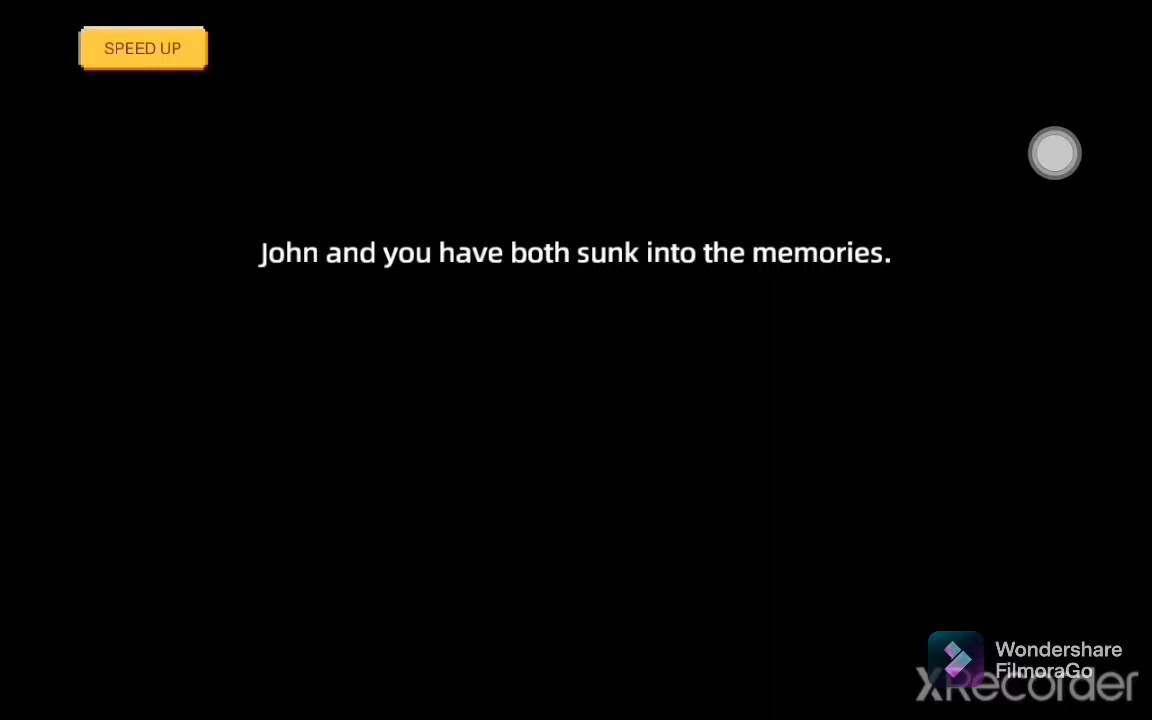 SPEED UP
John and you have both sunk into the memories.
Wondershare
FilmoraGo
XRecorder